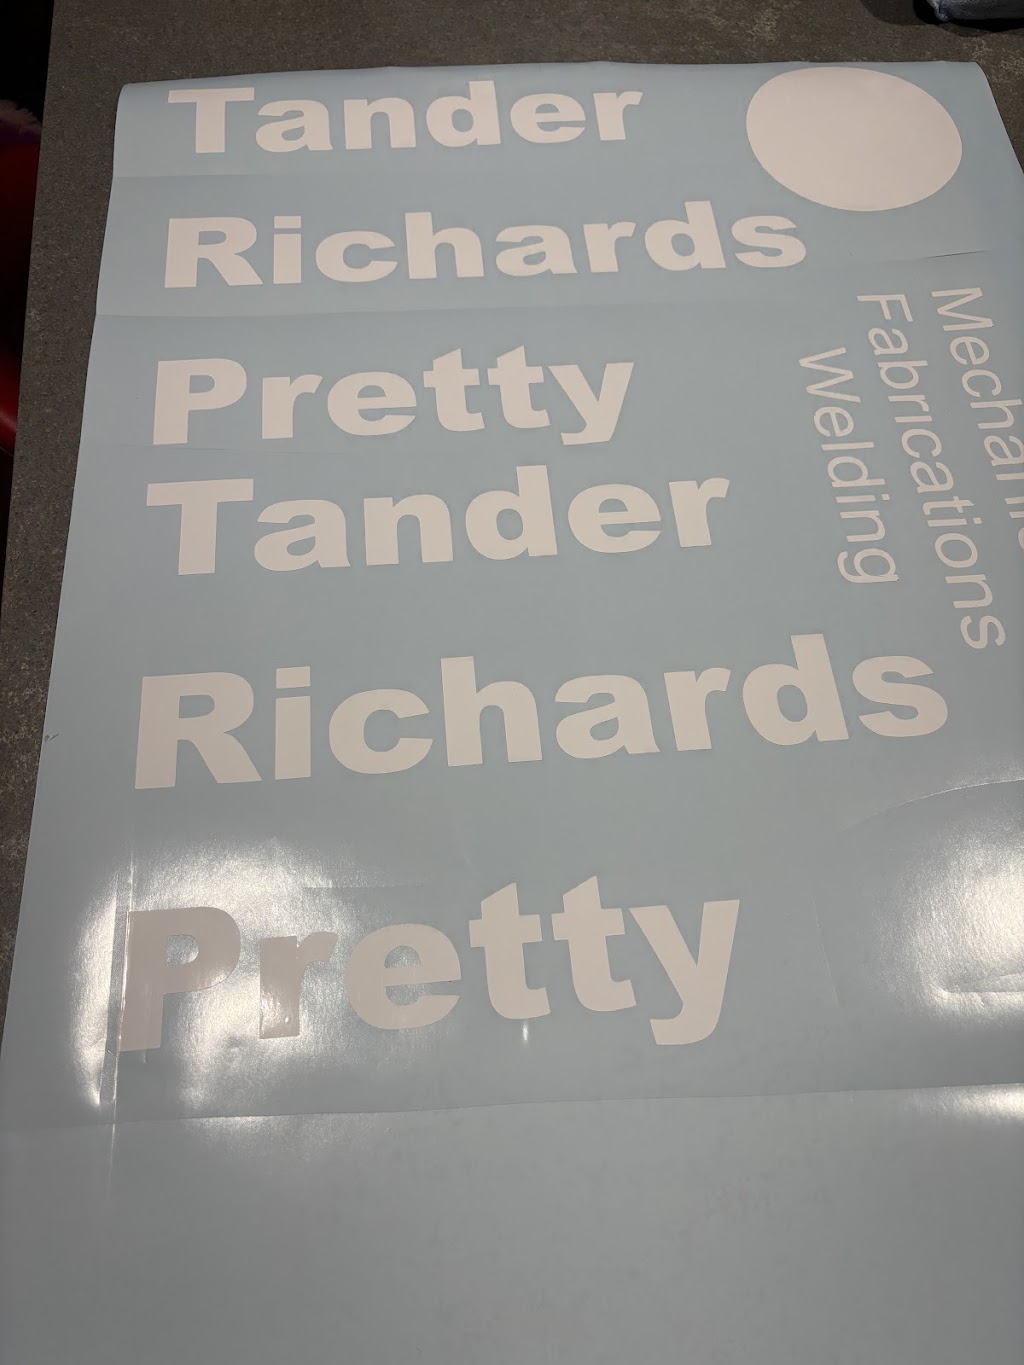 Tander
Richards
Pretty
Tander
Richards
Pretty
Fabrications
Welding